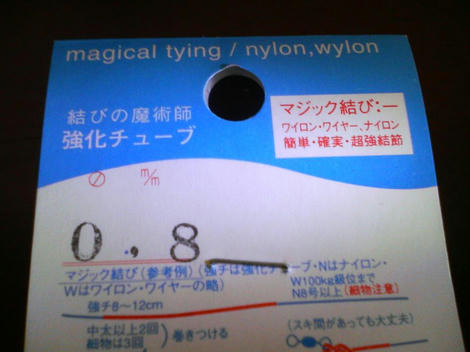 magical tying / nylon,wylon
結びの魔術師
強化チューブ
マジック結び:一
ワイロン・ワイヤー、ナイロン
簡単・確実・超強結節
∅ m/m
0.8
マジック結び(参考例)(強チは強化チューブ・Nはナイロン・
Wはワイロン・ワイヤーの略)
W100kg級位まで
N8号以上(細物注意)
強チ8〜12cm
中太以上2回
細物は3回
巻きつける
(スキ間があっても大丈夫)